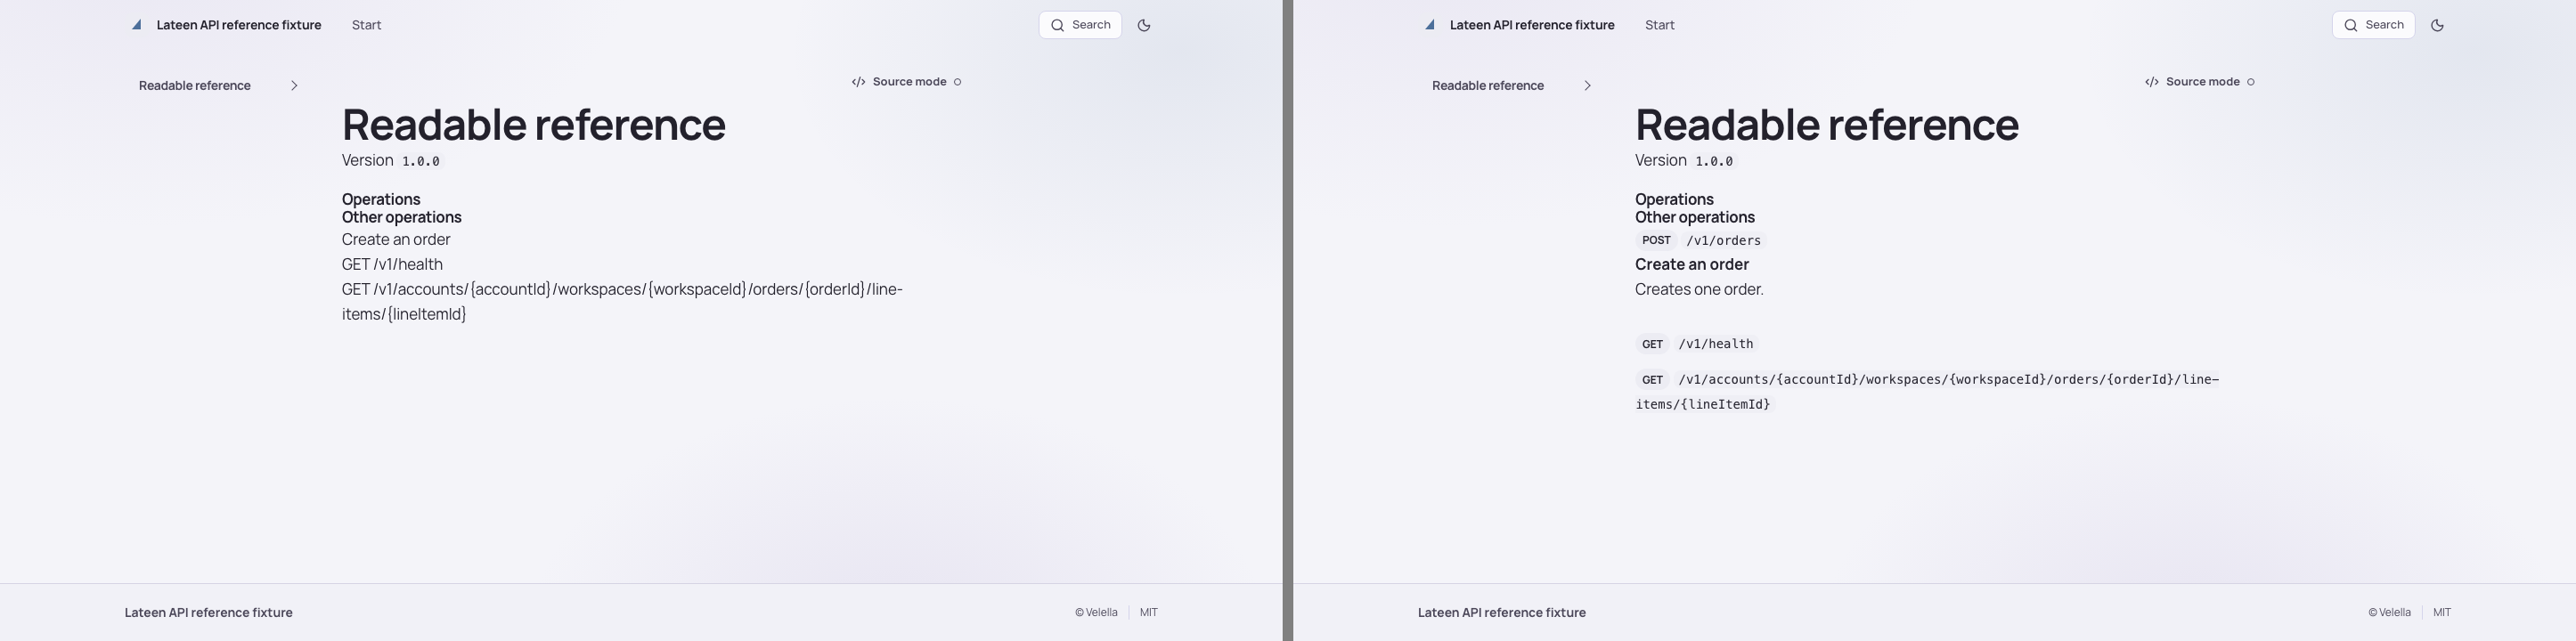 Lateen API reference fixture Start Search
Readable reference
Source mode
Readable reference
Version 1.0.0
Operations
Other operations
Create an order
GET /v1/health
GET /v1/accounts/{accountId}/workspaces/{workspaceId}/orders/{orderId}/line-
items/{lineItemId}
Lateen API reference fixture © Velella MIT
Lateen API reference fixture Start Search
Readable reference
Source mode
Readable reference
Version 1.0.0
Operations
Other operations
POST /v1/orders
Create an order
Creates one order.
GET /v1/health
GET /v1/accounts/{accountId}/workspaces/{workspaceId}/orders/{orderId}/line-
items/{lineItemId}
Lateen API reference fixture © Velella MIT